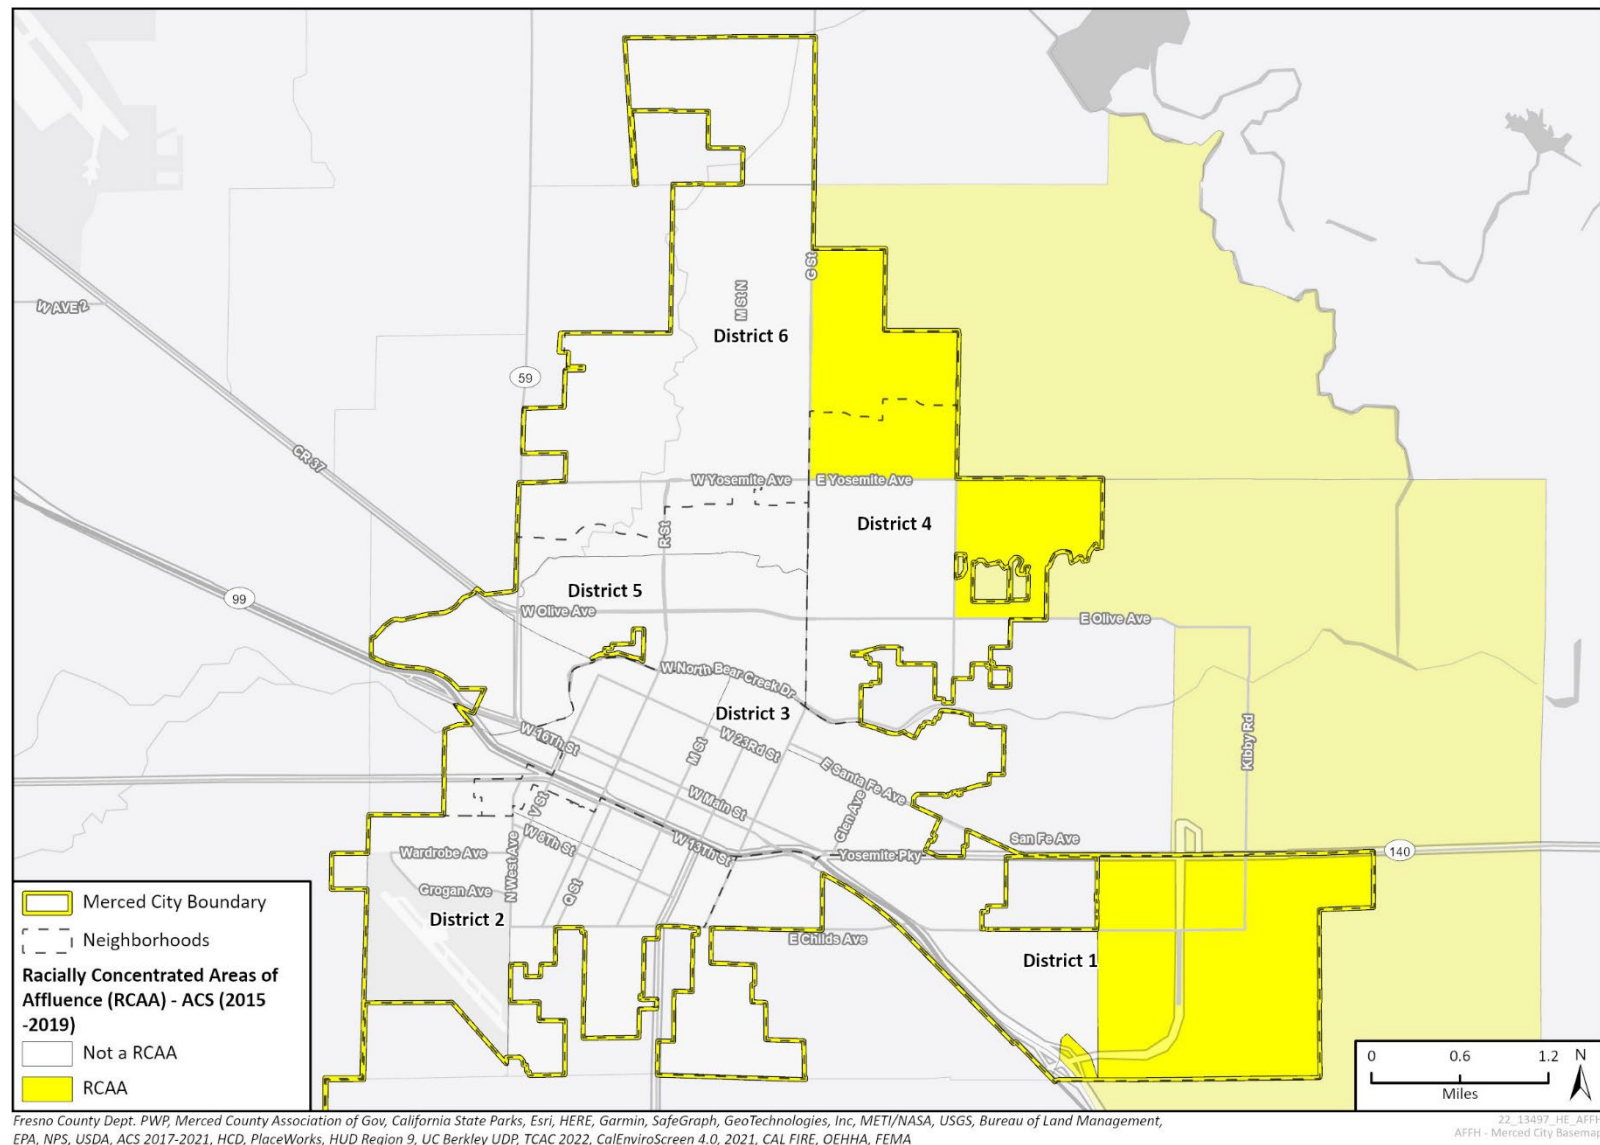 W AVE 2
CR 37
99
59
M St N
G St
District 6
W Yosemite Ave
E Yosemite Ave
District 4
R St
District 5
W Olive Ave
E Olive Ave
W North Bear Creek Dr
District 3
W 16Th St
W 23Rd St
M St
E Santa Fe Ave
Kibby Rd
W Main St
V St
Glen Ave
W 8Th St
W 13Th St
San Fe Ave
Yosemite Pky
140
Wardrobe Ave
N West Ave
Grogan Ave
Q St
District 2
E Childs Ave
District 1
Merced City Boundary
Neighborhoods
Racially Concentrated Areas of
Affluence (RCAA) - ACS (2015
-2019)
Not a RCAA
RCAA
0 0.6 1.2 N
Miles
Fresno County Dept. PWP, Merced County Association of Gov, California State Parks, Esri, HERE, Garmin, SafeGraph, GeoTechnologies, Inc, METI/NASA, USGS, Bureau of Land Management,
EPA, NPS, USDA, ACS 2017-2021, HCD, PlaceWorks, HUD Region 9, UC Berkley UDP, TCAC 2022, CalEnviroScreen 4.0, 2021, CAL FIRE, OEHHA, FEMA
22_13497_HE_AFFH
AFFH - Merced City Basemap